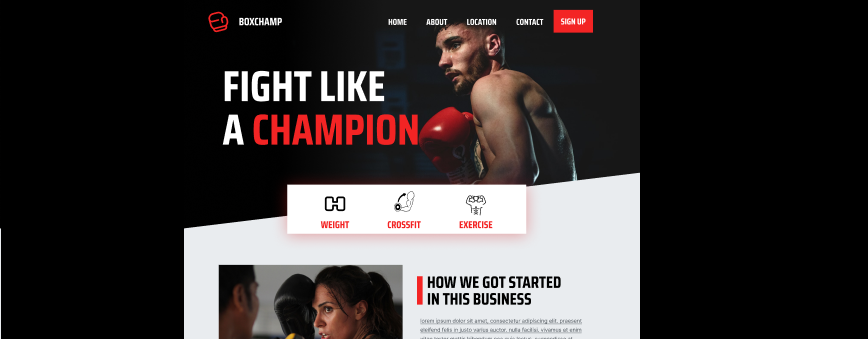 BOXCHAMP
HOME ABOUT LOCATION CONTACT SIGN UP
FIGHT LIKE
A CHAMPION
WEIGHT CROSSFIT EXERCISE
HOW WE GOT STARTED
IN THIS BUSINESS
lorem ipsum dolor sit amet, consectetur adipiscing elit. praesent
eleifend felis in justo varius auctor. nulla facilisi. vivamus et enim